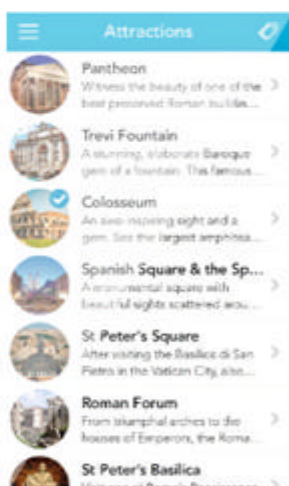 Attractions
Pantheon
Witness the beauty of one of the
best preserved Roman buildin...
Trevi Fountain
A stunning, elaborate Baroque
gem of a fountain. This famous...
Colosseum
An awe-inspiring sight and a
gem. See the largest amphithea...
Spanish Square & the Sp...
A monumental square with
beautiful sights scattered arou...
St Peter's Square
After visiting the Basilica di San
Pietro in the Vatican City, also...
Roman Forum
From triumphal arches to the
houses of Emperors, the Roma...
St Peter's Basilica